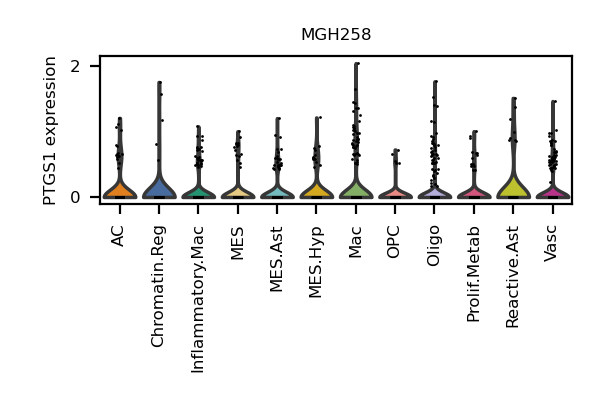 MGH258
PTGS1 expression
2
0
AC
Chromatin.Reg
Inflammatory.Mac
MES
MES.Ast
MES.Hyp
Mac
OPC
Oligo
Prolif.Metab
Reactive.Ast
Vasc